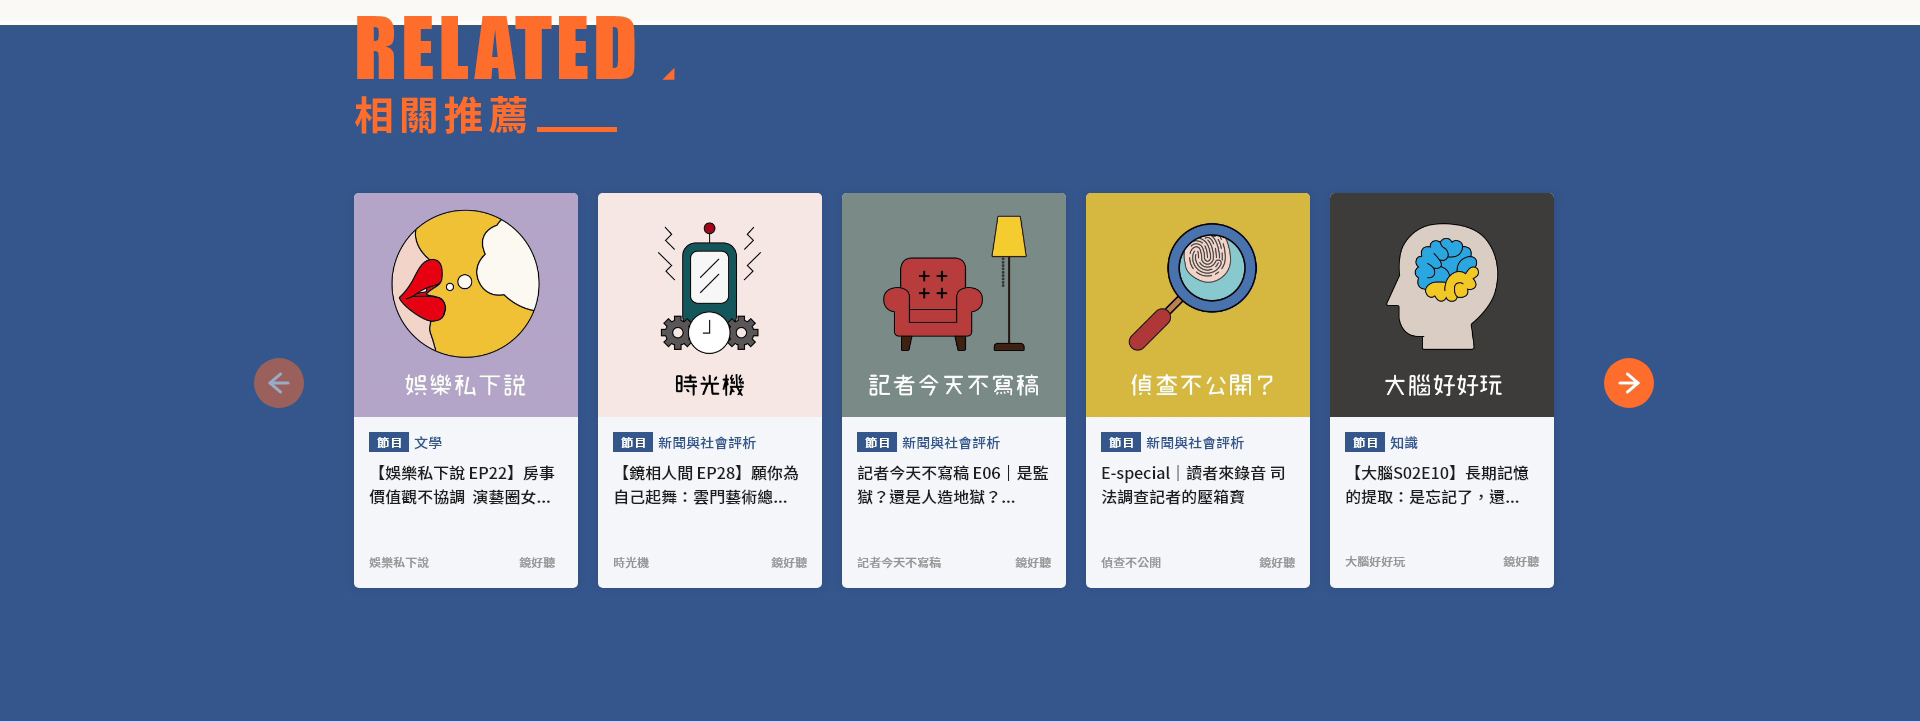 RELATED
相關推薦
娛樂私下説
節目 文學
【娛樂私下說 EP22】房事
價值觀不協調 演藝圈女...
娛樂私下說 鏡好聽
時光機
節目 新聞與社會評析
【鏡相人間 EP28】願你為
自己起舞：雲門藝術總...
時光機 鏡好聽
記者今天不寫稿
節目 新聞與社會評析
記者今天不寫稿 E06｜是監
獄？還是人造地獄？...
記者今天不寫稿 鏡好聽
偵查不公開？
節目 新聞與社會評析
E-special｜讀者來錄音 司
法調查記者的壓箱寶
偵查不公開 鏡好聽
大腦好好玩
節目 知識
【大腦S02E10】長期記憶
的提取：是忘記了，還...
大腦好好玩 鏡好聽